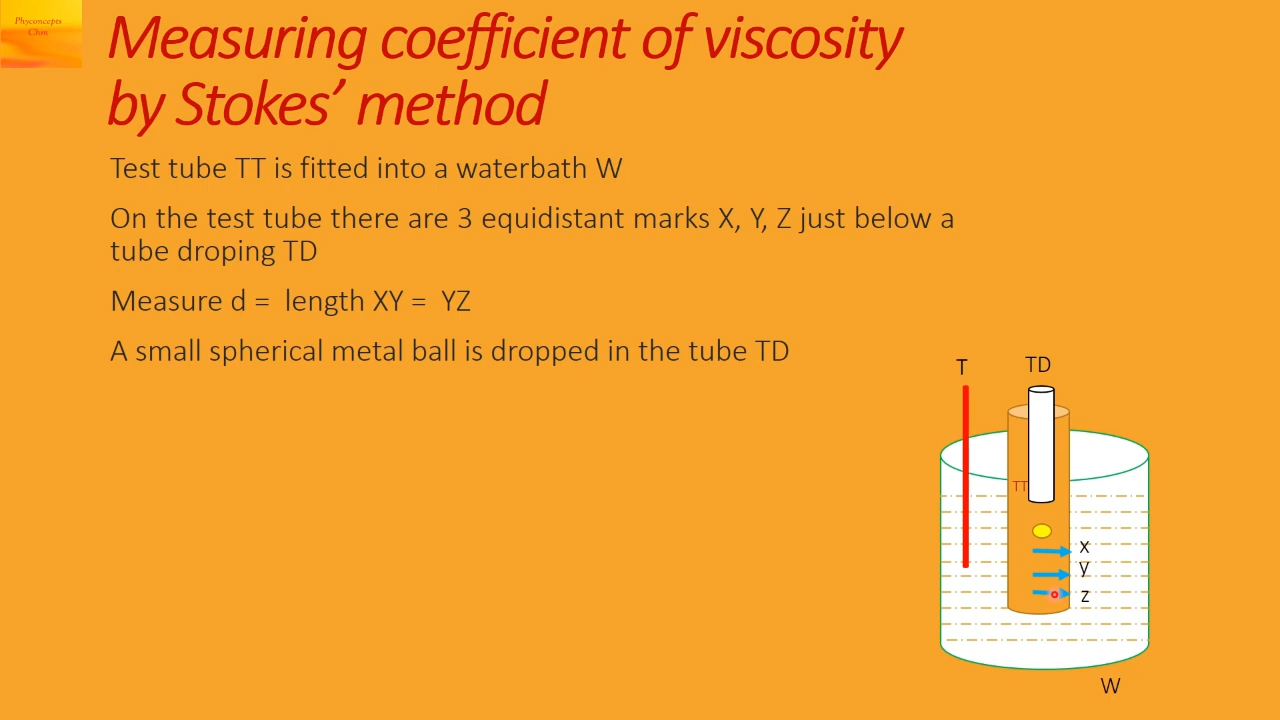 Phyconcepts
Chm
Measuring coefficient of viscosity
by Stokes’ method
Test tube TT is fitted into a waterbath W
On the test tube there are 3 equidistant marks X, Y, Z just below a
tube droping TD
Measure d = length XY = YZ
A small spherical metal ball is dropped in the tube TD
T
TD
TT
x
y
z
W